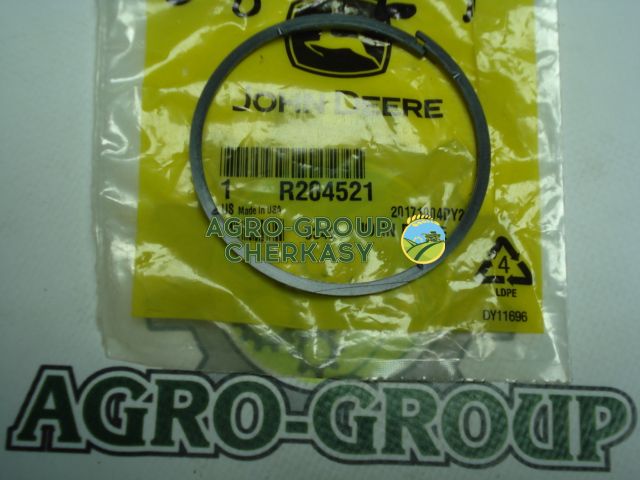 JOHN DEERE
1 R204521
US Made in USA
AGRO-GROUP
CHERKASY
4
LDPE
DY11696
AGRO-GROUP